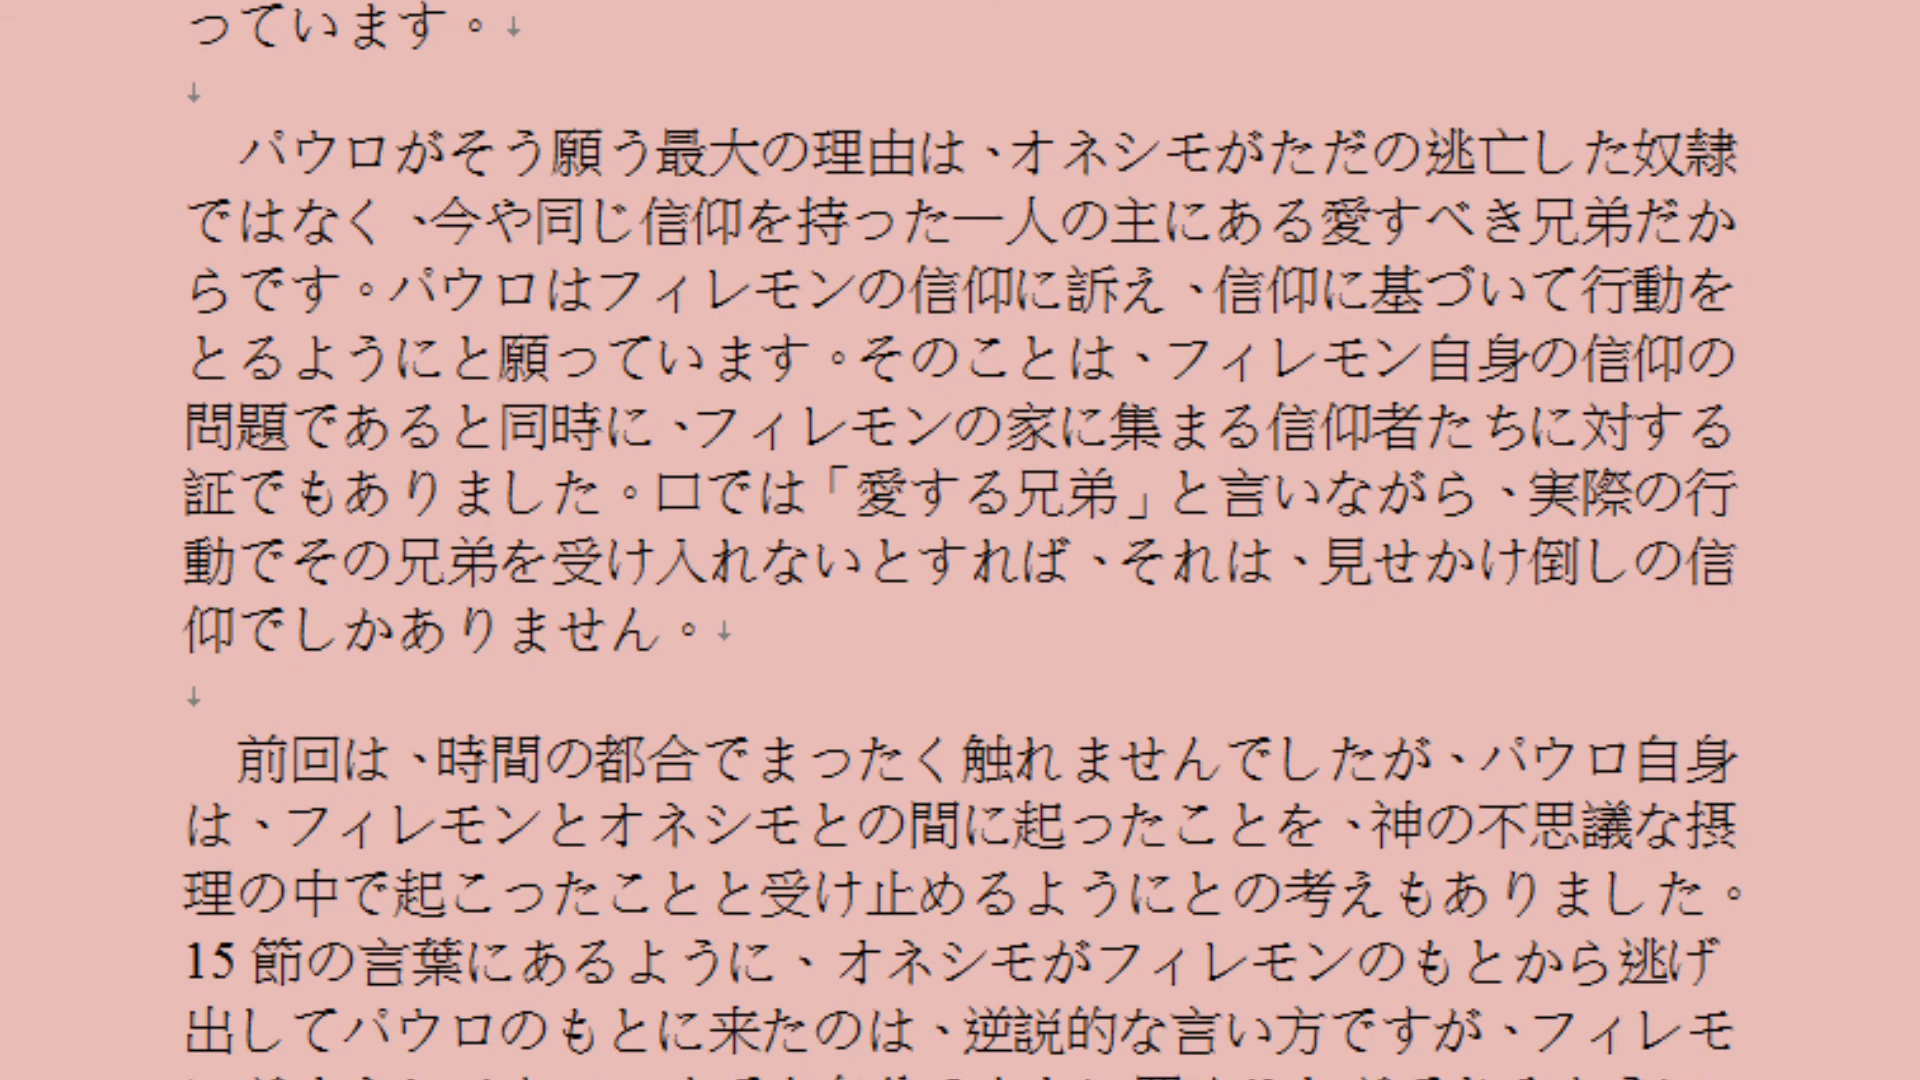 っています。↓
↓
パウロがそう願う最大の理由は、オネシモがただの逃亡した奴隷
ではなく、今や同じ信仰を持った一人の主にある愛すべき兄弟だか
らです。パウロはフィレモンの信仰に訴え、信仰に基づいて行動を
とるようにと願っています。そのことは、フィレモン自身の信仰の
問題であると同時に、フィレモンの家に集まる信仰者たちに対する
証でもありました。口では「愛する兄弟」と言いながら、実際の行
動でその兄弟を受け入れないとすれば、それは、見せかけ倒しの信
仰でしかありません。↓
↓
前回は、時間の都合でまったく触れませんでしたが、パウロ自身
は、フィレモンとオネシモとの間に起ったことを、神の不思議な摂
理の中で起こったことと受け止めるようにとの考えもありました。
15 節の言葉にあるように、オネシモがフィレモンのもとから逃げ
出してパウロのもとに来たのは、逆説的な言い方ですが、フィレモ